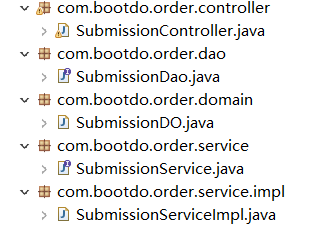 com.bootdo.order.controller
SubmissionController.java
com.bootdo.order.dao
SubmissionDao.java
com.bootdo.order.domain
SubmissionDO.java
com.bootdo.order.service
SubmissionService.java
com.bootdo.order.service.impl
SubmissionServiceImpl.java